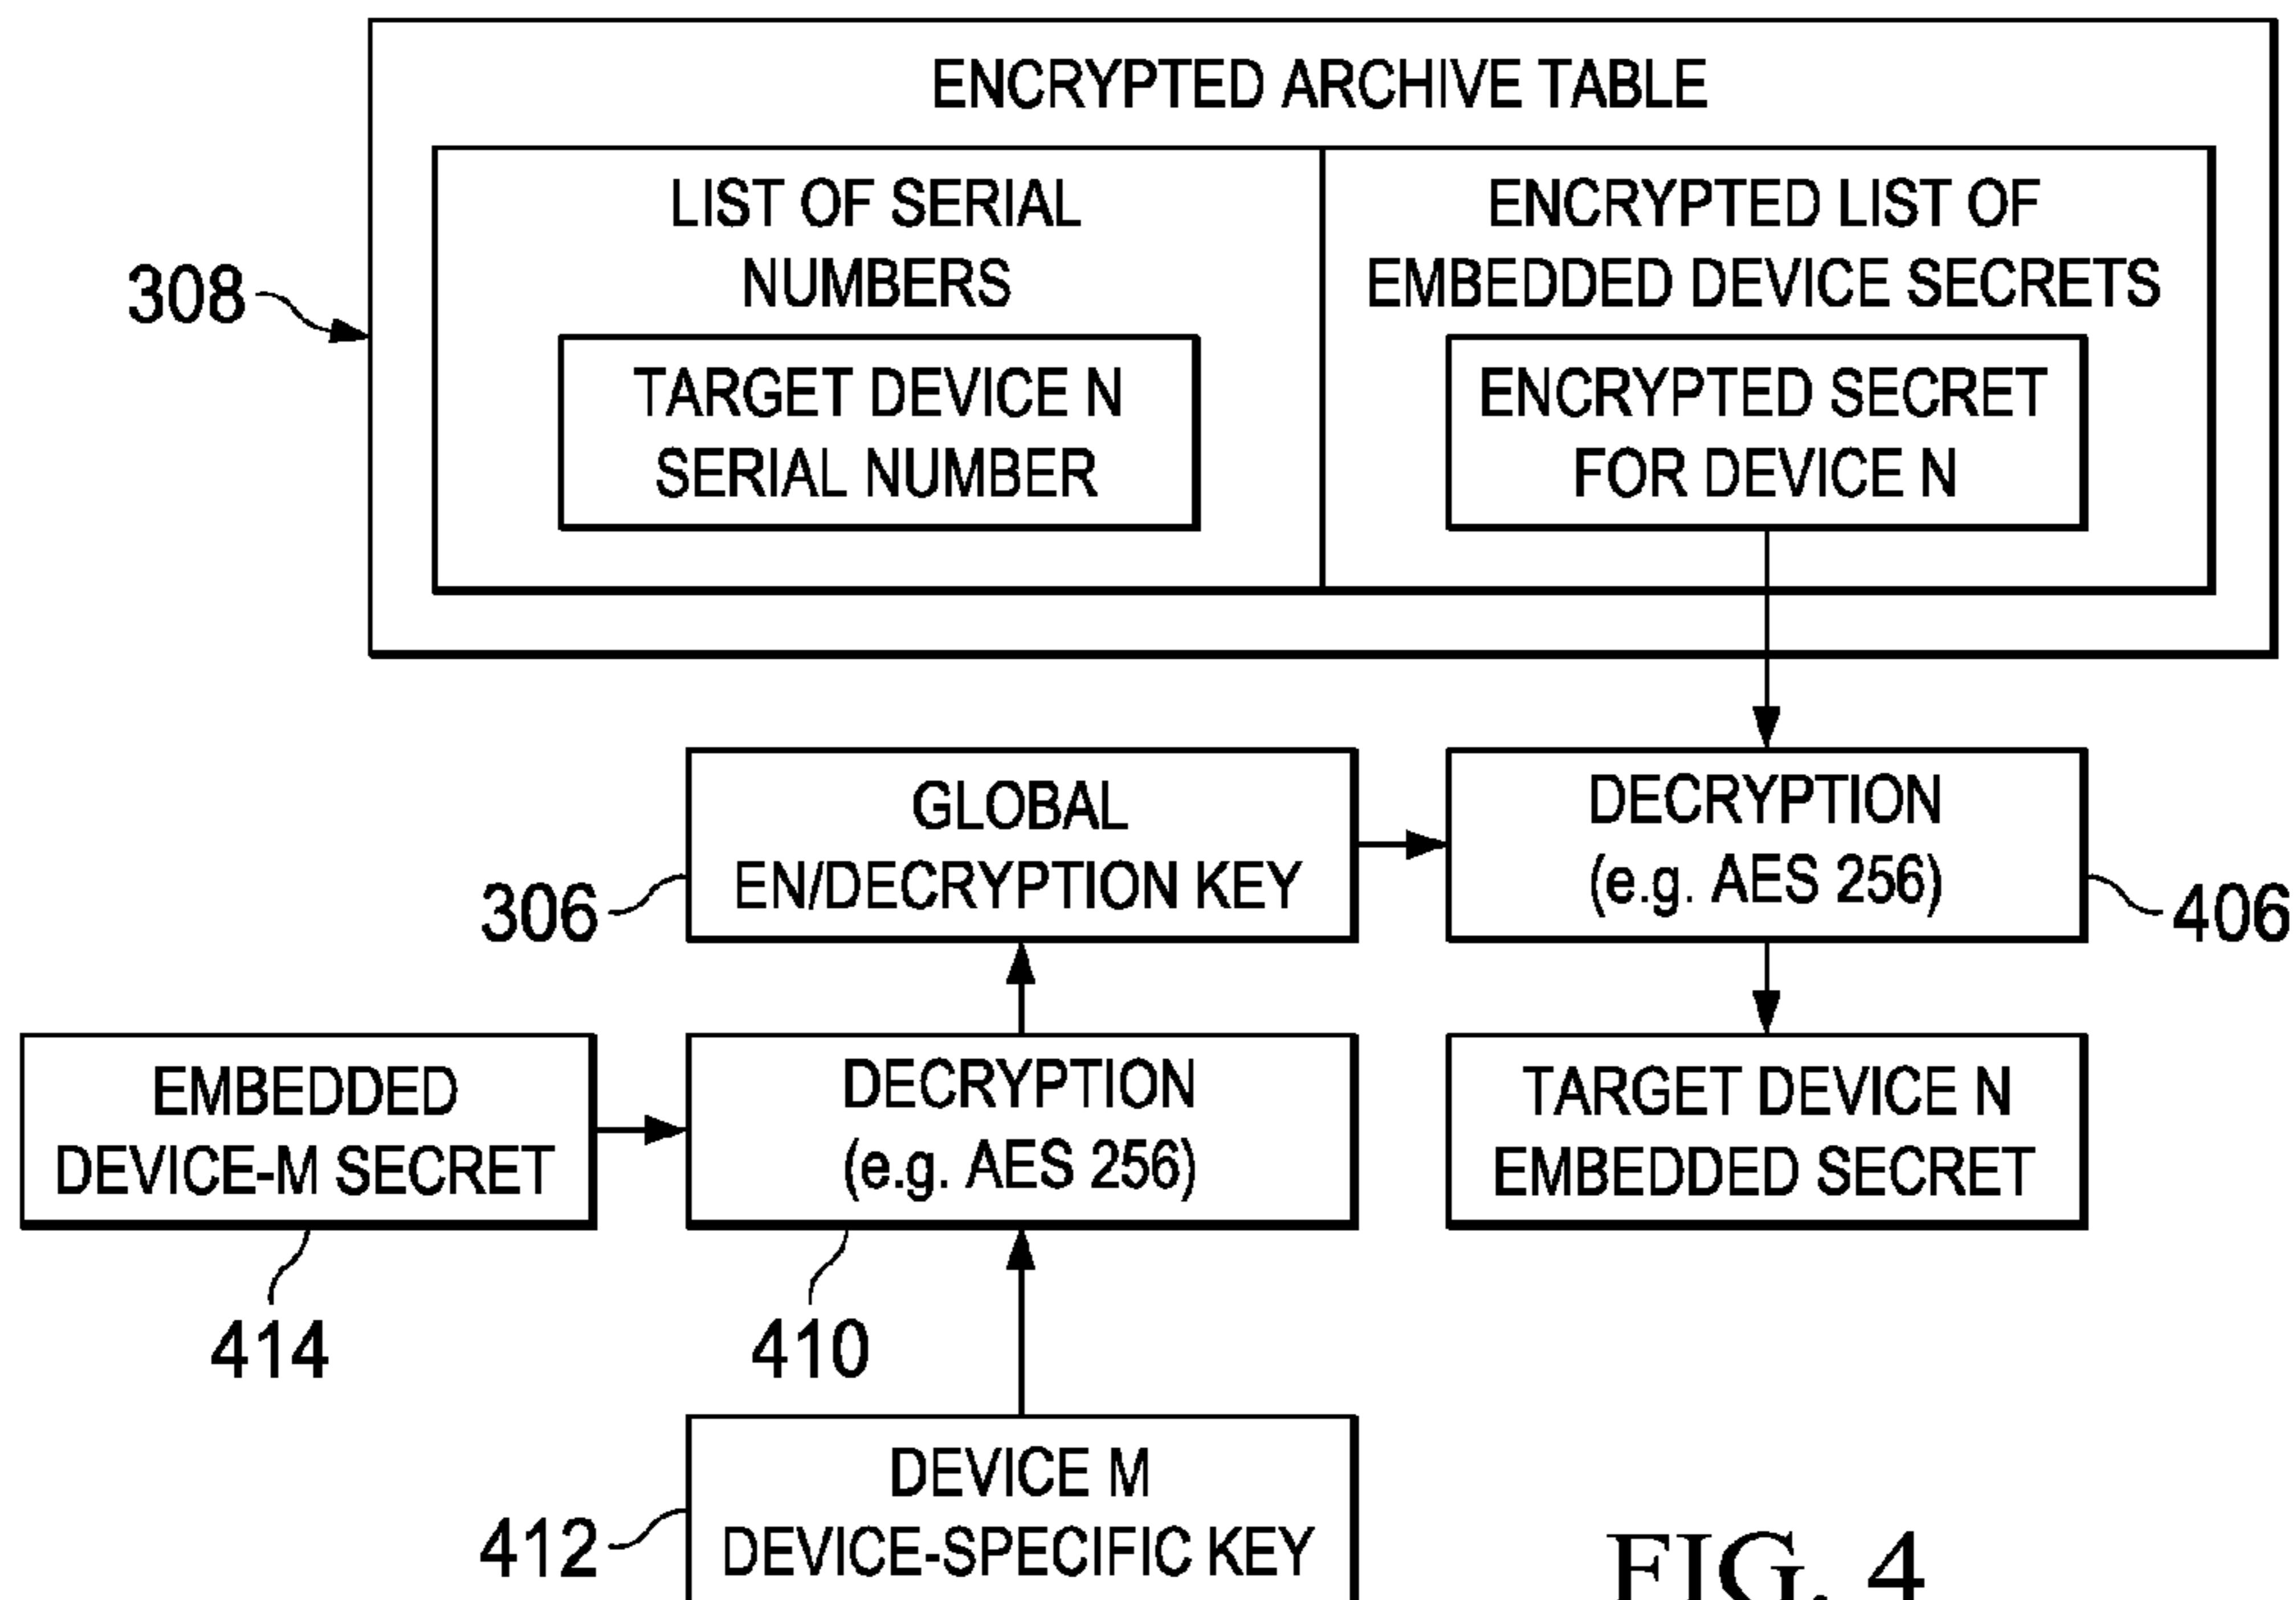 ENCRYPTED ARCHIVE TABLE
LIST OF SERIAL
NUMBERS
TARGET DEVICE N
SERIAL NUMBER
ENCRYPTED LIST OF
EMBEDDED DEVICE SECRETS
ENCRYPTED SECRET
FOR DEVICE N
308
GLOBAL
EN/DECRYPTION KEY
306
DECRYPTION
(e.g. AES 256)
406
EMBEDDED
DEVICE-M SECRET
414
DECRYPTION
(e.g. AES 256)
410
TARGET DEVICE N
EMBEDDED SECRET
DEVICE M
DEVICE-SPECIFIC KEY
412
FIG. 4